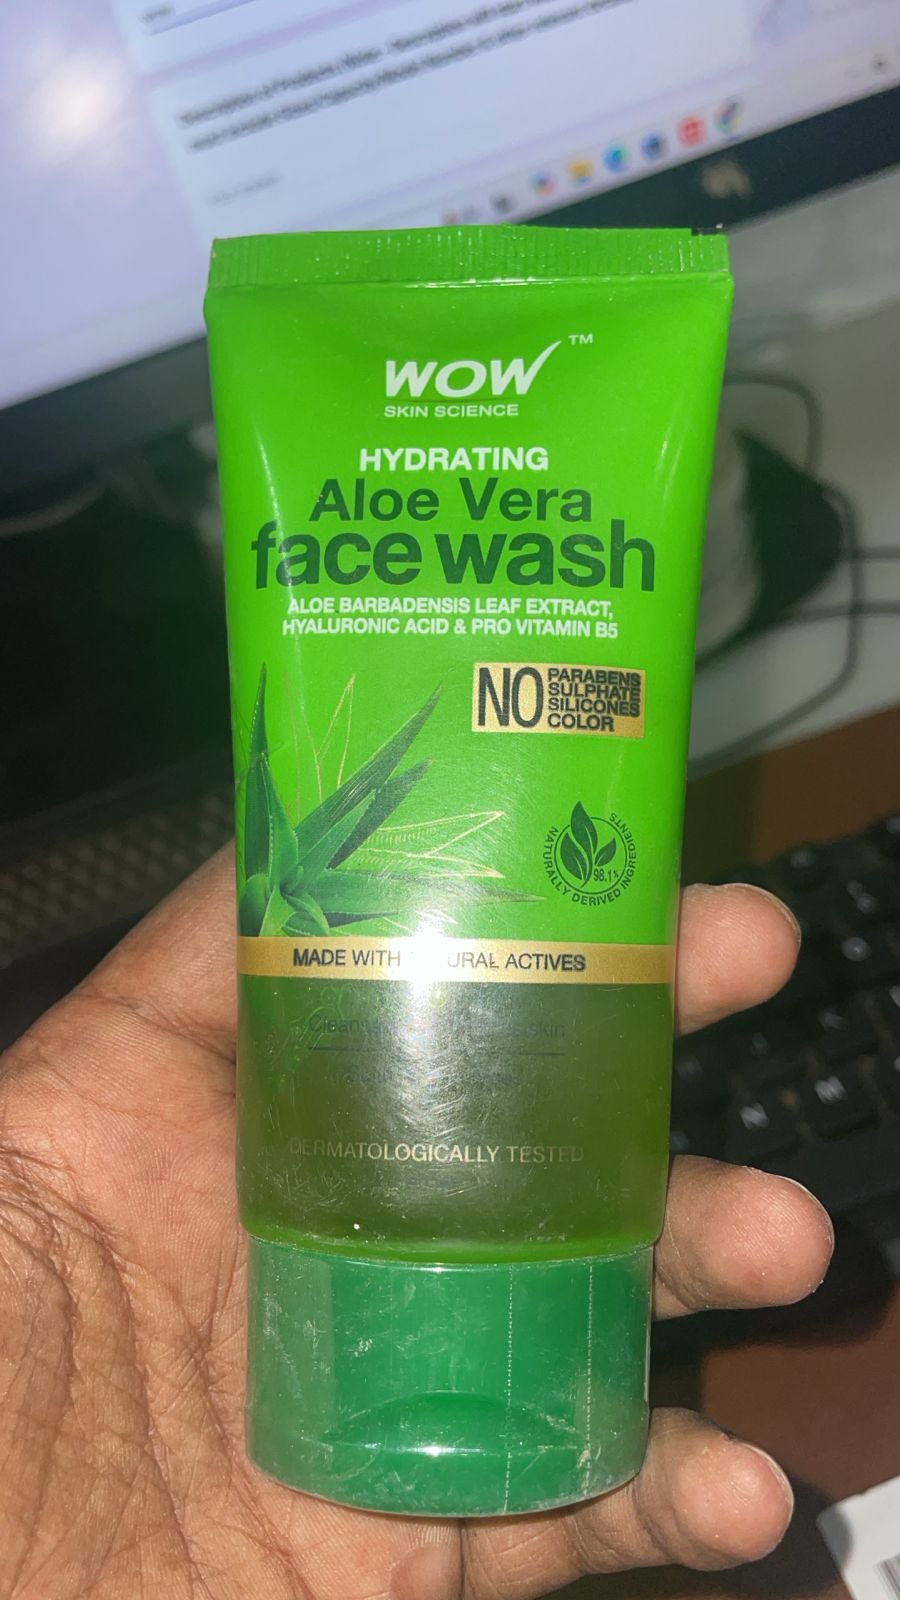 WOW™
SKIN SCIENCE
HYDRATING
Aloe Vera
face wash
ALOE BARBADENSIS LEAF EXTRACT,
HYALURONIC ACID & PRO VITAMIN B5
NO PARABENS
SULPHATE
SILICONES
COLOR
NATURALLY DERIVED INGREDIENTS
98.1%
MADE WITH ACTIVES
skin
DERMATOLOGICALLY TESTED
N
M